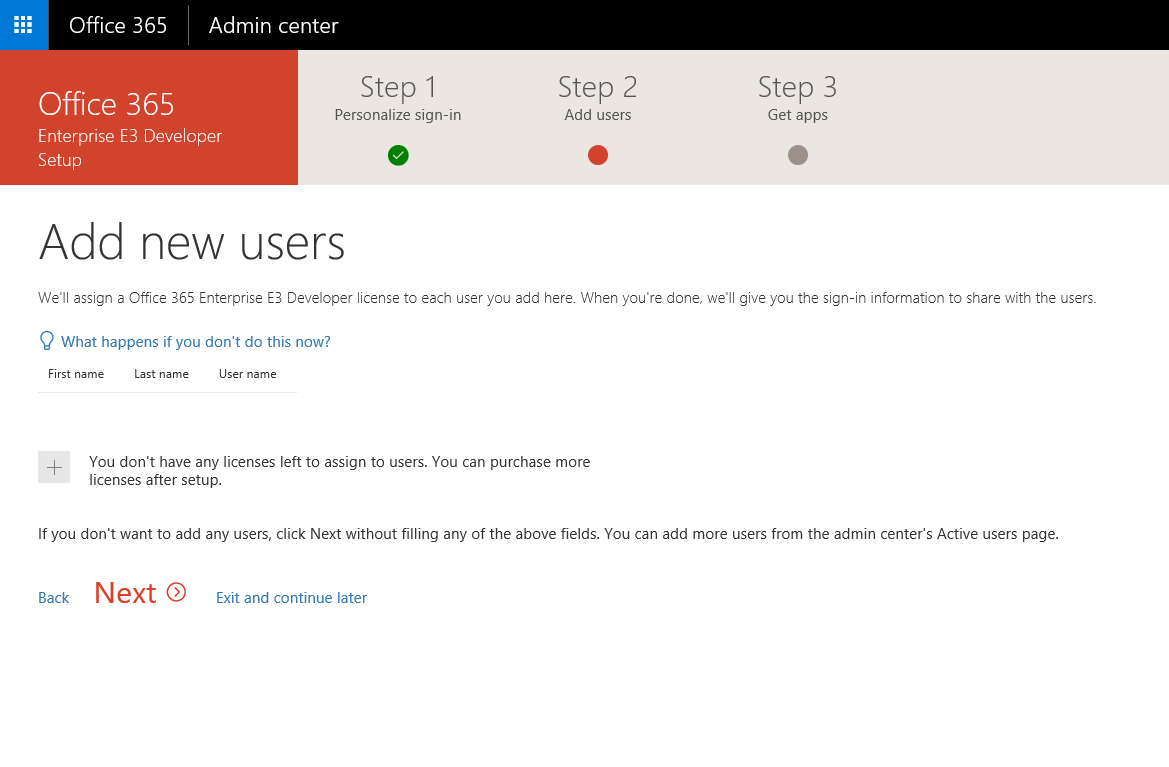 Office 365 Admin center
Office 365
Enterprise E3 Developer
Setup
Step 1
Personalize sign-in
Step 2
Add users
Step 3
Get apps
Add new users
We'll assign a Office 365 Enterprise E3 Developer license to each user you add here. When you're done, we'll give you the sign-in information to share with the users.
What happens if you don't do this now?
First name Last name User name
You don't have any licenses left to assign to users. You can purchase more
licenses after setup.
If you don't want to add any users, click Next without filling any of the above fields. You can add more users from the admin center's Active users page.
Back Next Exit and continue later